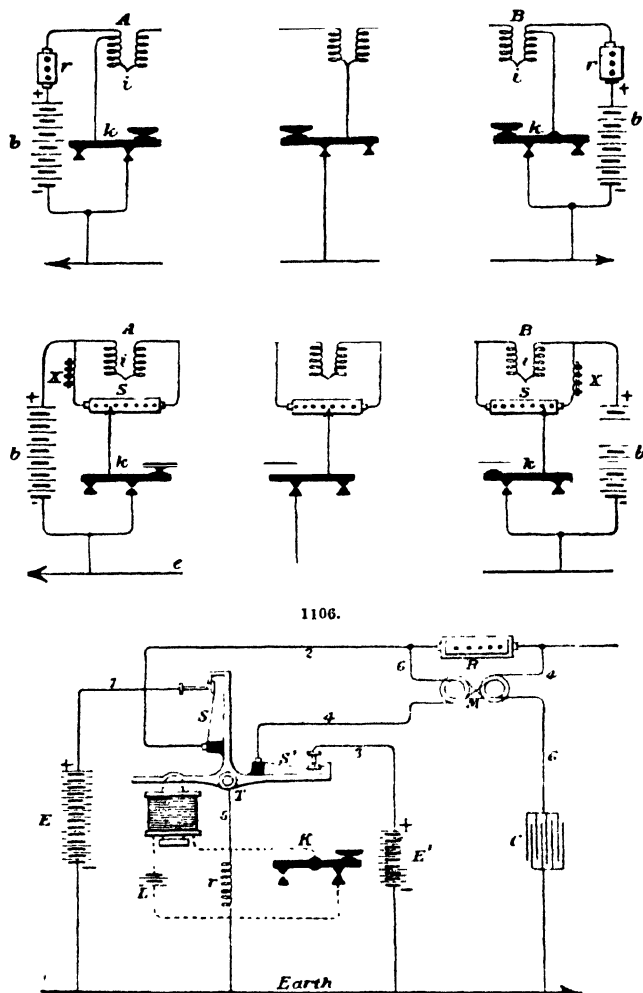 A B
r i i r
+ +
b k k b
- -
A B
X i i X
S S
+ +
b k k b
- -
e
1106.
2 R
1 6 4
S M
4
S' 3
+ 6
T
E 5 K + C
E'
L r
Earth